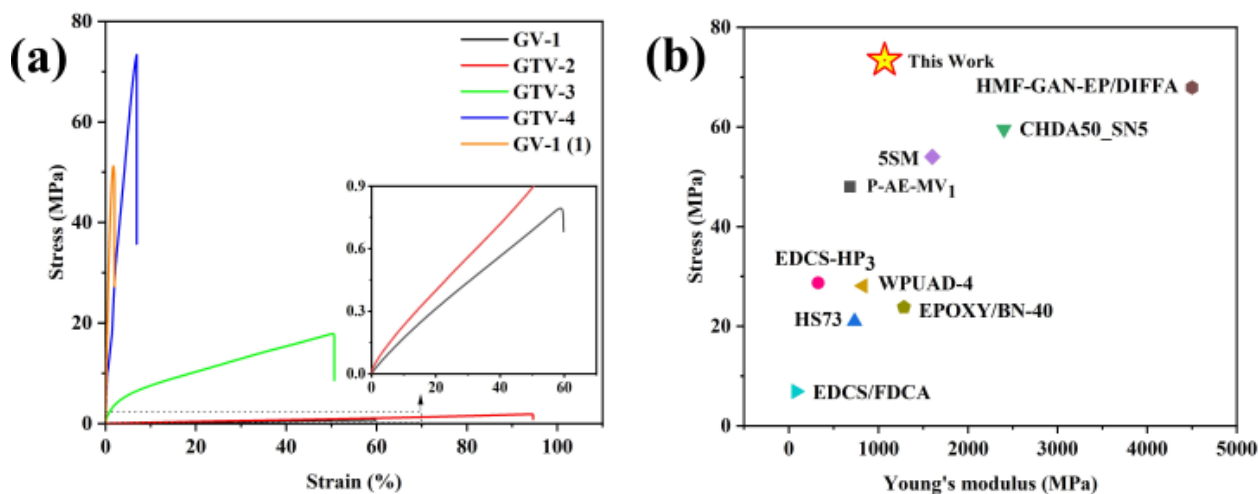 (a)
80
60
40
20
0
Stress (MPa)
0 20 40 60 80 100
Strain (%)
GV-1
GTV-2
GTV-3
GTV-4
GV-1 (1)
0.9
0.6
0.3
0.0
0 20 40 60
(b)
80
60
40
20
0
Stress (MPa)
This Work
HMF-GAN-EP/DIFFA
CHDA50_SN5
5SM
P-AE-MV1
EDCS-HP3
WPUAD-4
EPOXY/BN-40
HS73
EDCS/FDCA
0 1000 2000 3000 4000 5000
Young's modulus (MPa)